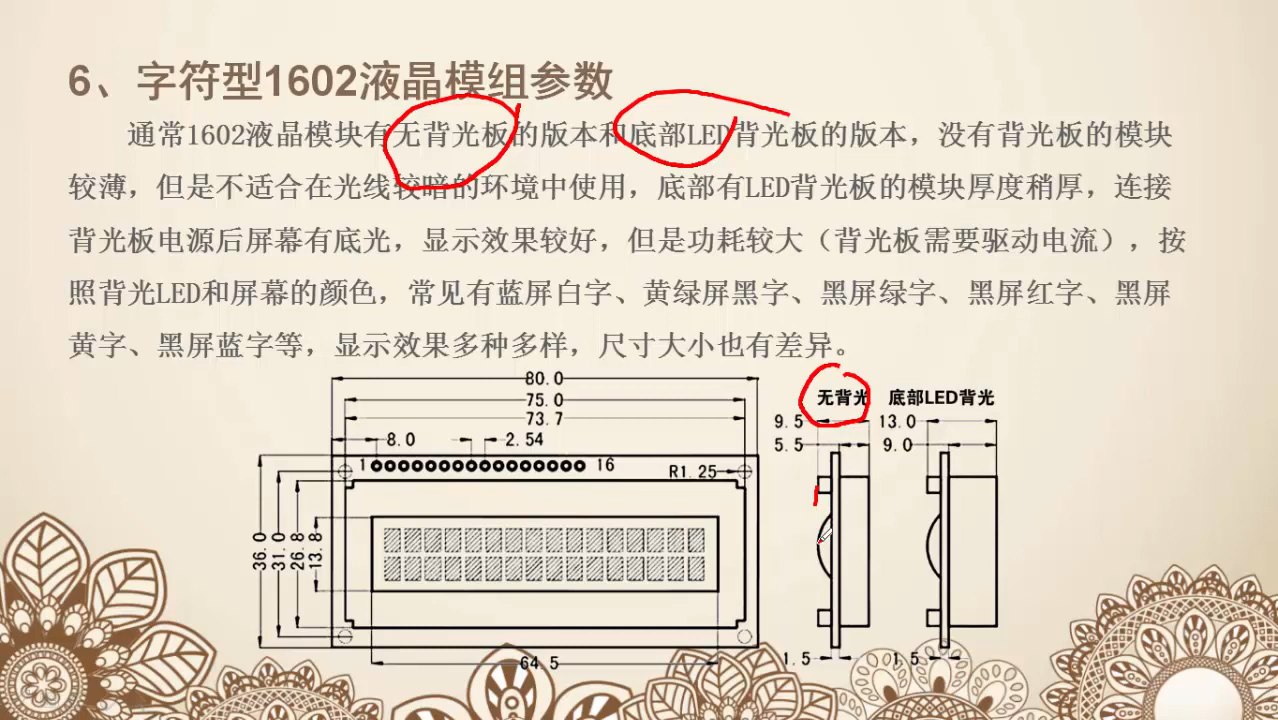 6、字符型1602液晶模组参数
通常1602液晶模块有无背光板的版本和底部LED背光板的版本，没有背光板的模块
较薄，但是不适合在光线较暗的环境中使用，底部有LED背光板的模块厚度稍厚，连接
背光板电源后屏幕有底光，显示效果较好，但是功耗较大（背光板需要驱动电流），按
照背光LED和屏幕的颜色，常见有蓝屏白字、黄绿屏黑字、黑屏绿字、黑屏红字、黑屏
黄字、黑屏蓝字等，显示效果多种多样，尺寸大小也有差异。
80.0
75.0
73.7
8.0 2.54
1 16 R1.25
36.0 31.0 26.8 13.8
64.5
无背光 底部LED背光
9.5 13.0
5.5 9.0
1.5 1.5